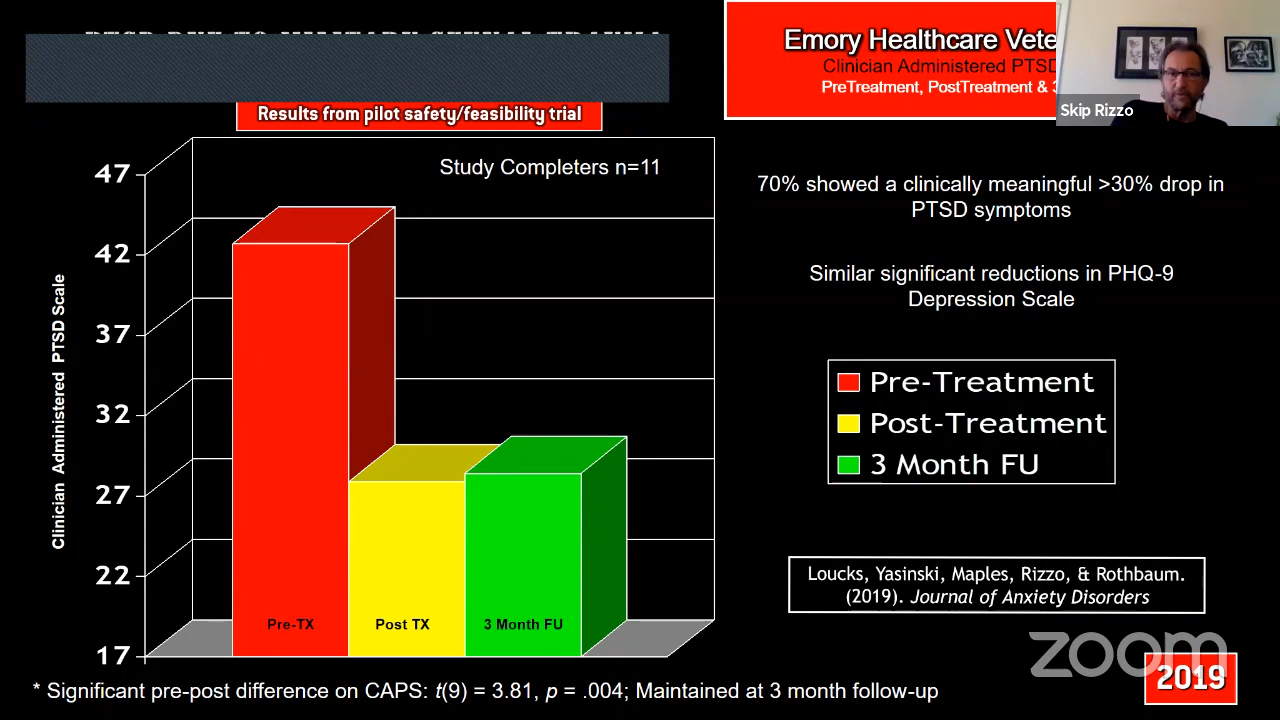 Emory Healthcare Vete
Clinician Administered PTSD
PreTreatment, PostTreatment & 3
Skip Rizzo
Results from pilot safety/feasibility trial
Study Completers n=11
47
42
37
32
27
22
17
Clinician Administered PTSD Scale
Pre-TX
Post TX
3 Month FU
70% showed a clinically meaningful >30% drop in
PTSD symptoms
Similar significant reductions in PHQ-9
Depression Scale
Pre-Treatment
Post-Treatment
3 Month FU
Loucks, Yasinski, Maples, Rizzo, & Rothbaum.
(2019). Journal of Anxiety Disorders
zoom
2019
* Significant pre-post difference on CAPS: t(9) = 3.81, p = .004; Maintained at 3 month follow-up